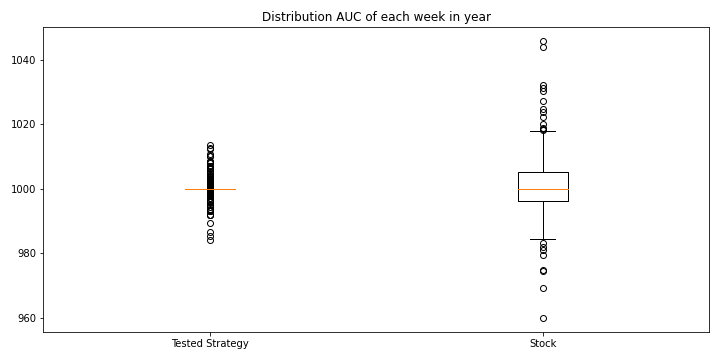 Distribution AUC of each week in year
1040
1020
1000
980
960
Tested Strategy
Stock